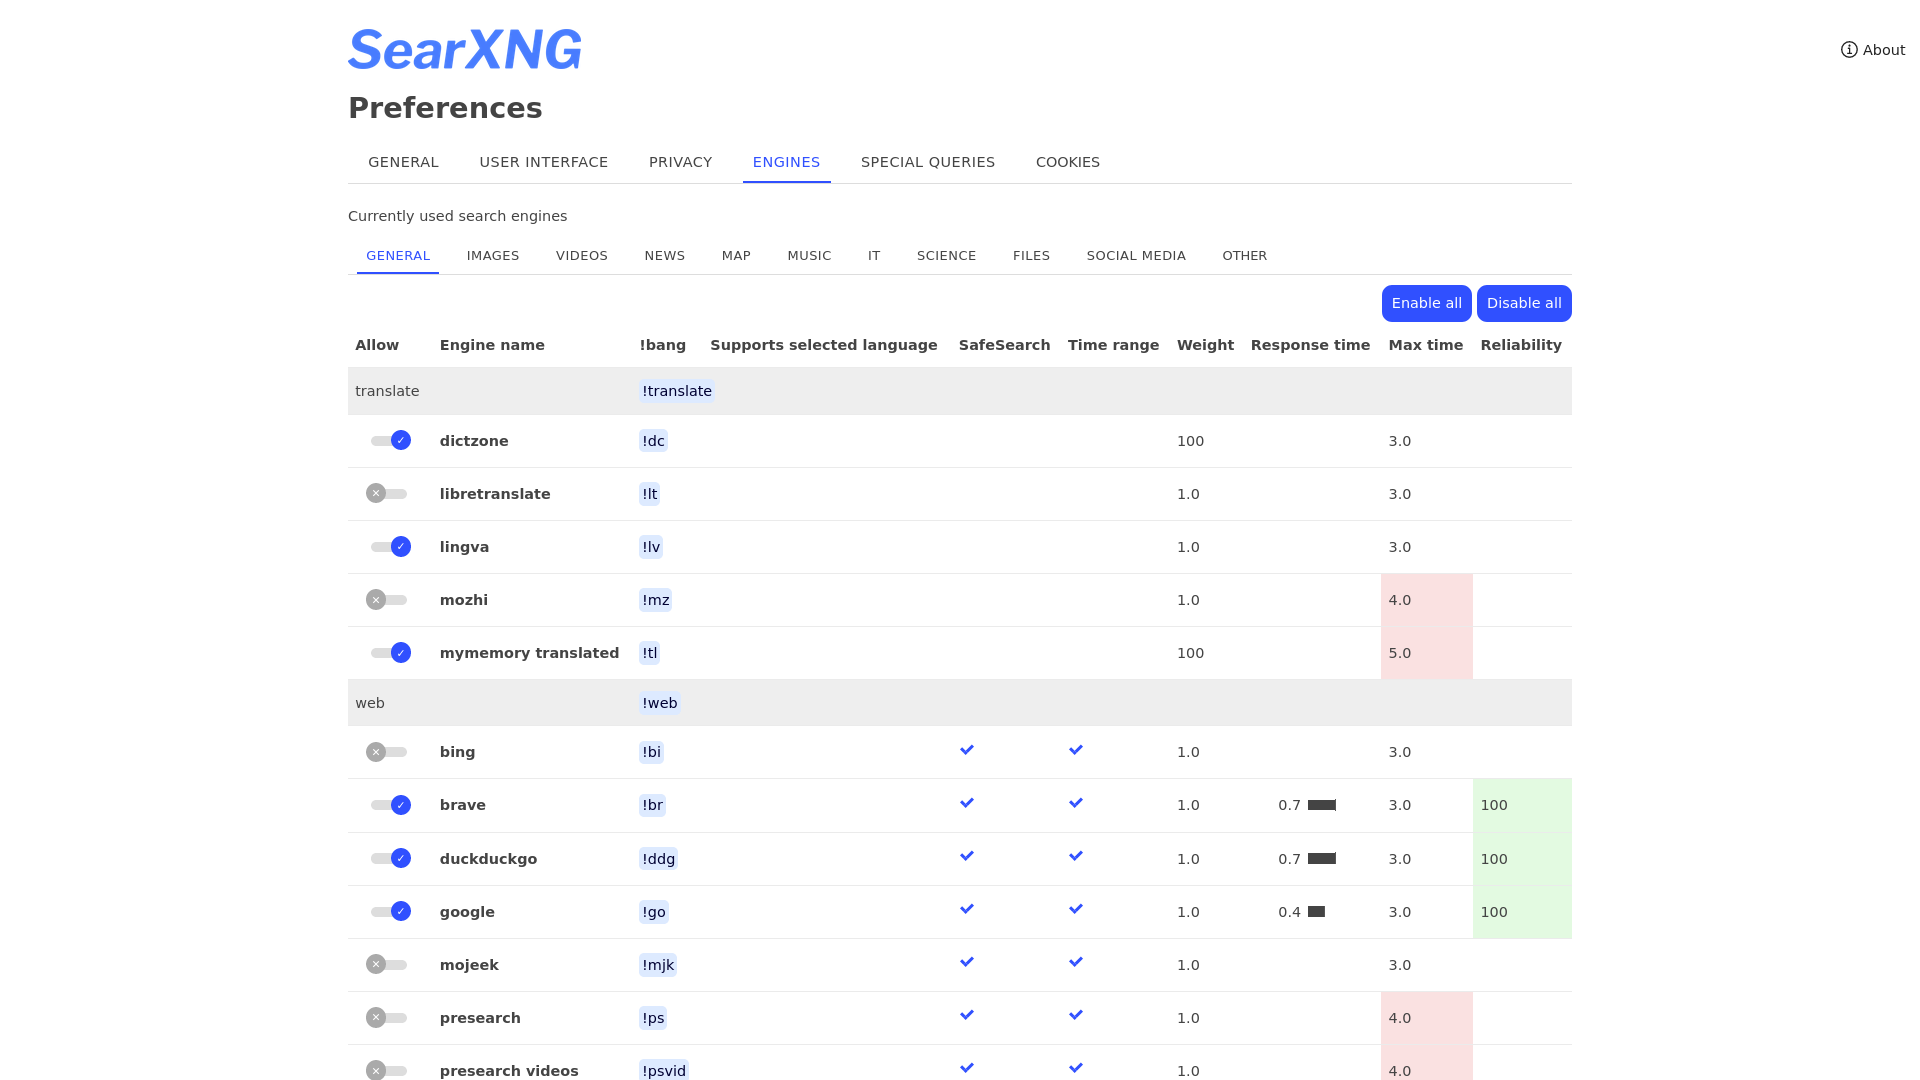 SearXNG
About
Preferences
GENERAL USER INTERFACE PRIVACY ENGINES SPECIAL QUERIES COOKIES
Currently used search engines
GENERAL IMAGES VIDEOS NEWS MAP MUSIC IT SCIENCE FILES SOCIAL MEDIA OTHER
Enable all Disable all
Allow Engine name !bang Supports selected language SafeSearch Time range Weight Response time Max time Reliability
translate !translate
dictzone !dc 100 3.0
libretranslate !lt 1.0 3.0
lingva !lv 1.0 3.0
mozhi !mz 1.0 4.0
mymemory translated !tl 100 5.0
web !web
bing !bi 1.0 3.0
brave !br 1.0 0.7 3.0 100
duckduckgo !ddg 1.0 0.7 3.0 100
google !go 1.0 0.4 3.0 100
mojeek !mjk 1.0 3.0
presearch !ps 1.0 4.0
presearch videos !psvid 1.0 4.0